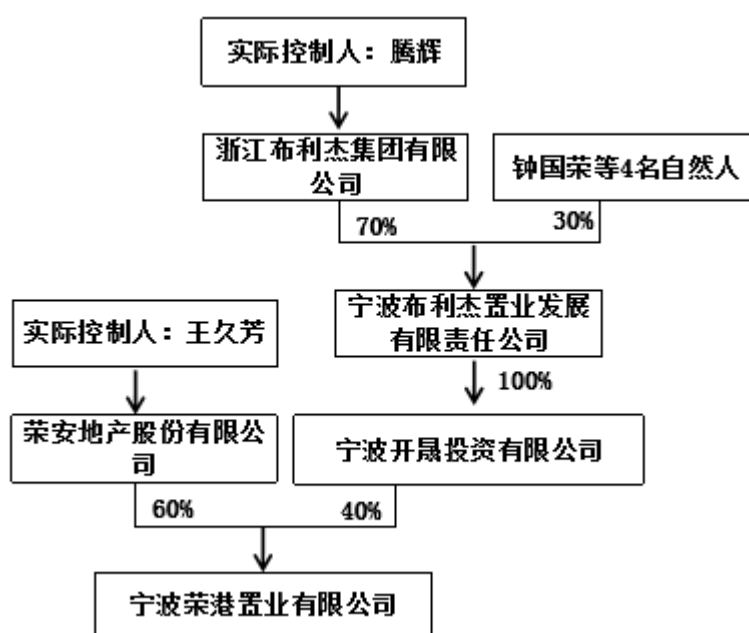 实际控制人：腾辉
浙江布利杰集团有限
公司
钟国荣等4名自然人
70%
30%
宁波布利杰置业发展
有限责任公司
实际控制人：王久芳
100%
荣安地产股份有限公
司
宁波开晟投资有限公司
60%
40%
宁波荣港置业有限公司